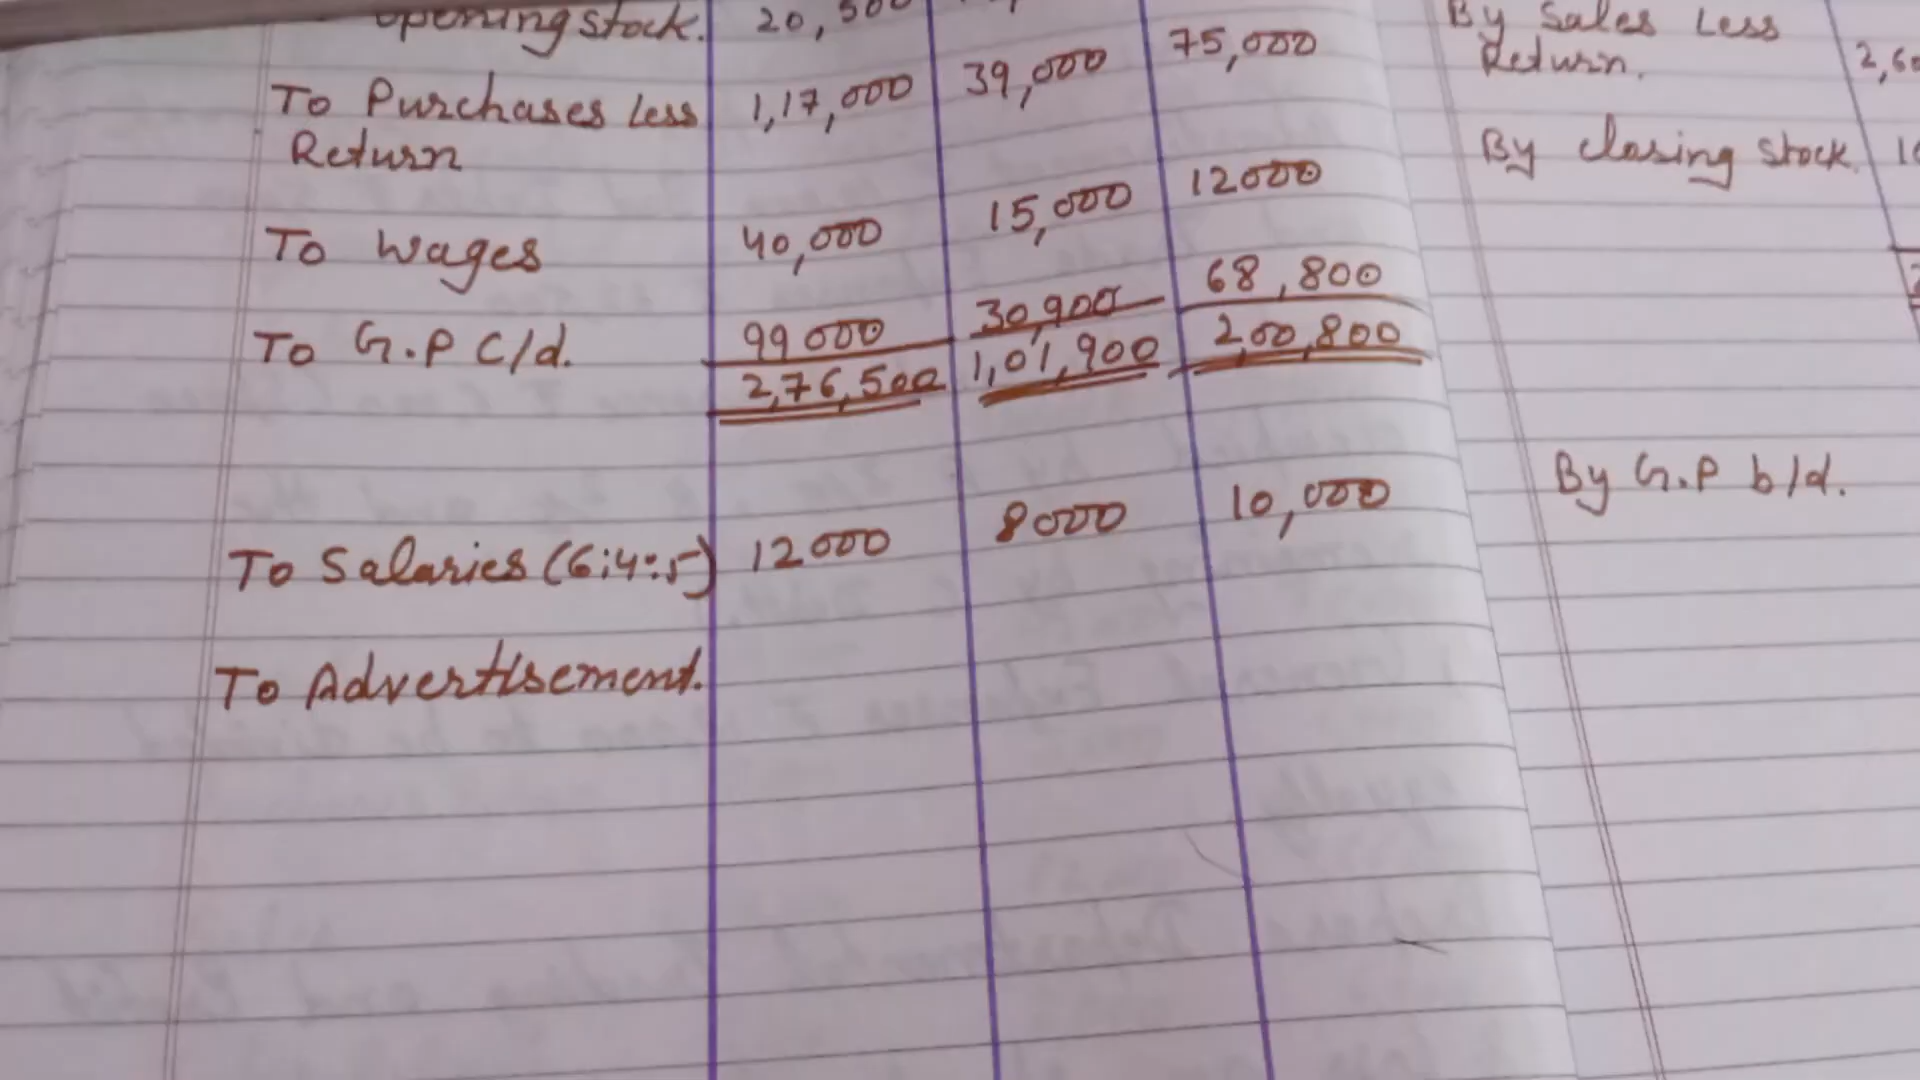 opening stock. 20,500
To Purchases Less 1,17,000 39,000 75,000
Return
To wages 40,000 15,000 12000
To G.P c/d. 99000 30,900 68,800
2,76,500 1,01,900 2,00,800
To Salaries (6:4:5) 12000 8000 10,000
To Advertisement.
By Sales Less
Return.
By closing stock.
By G.P b/d.